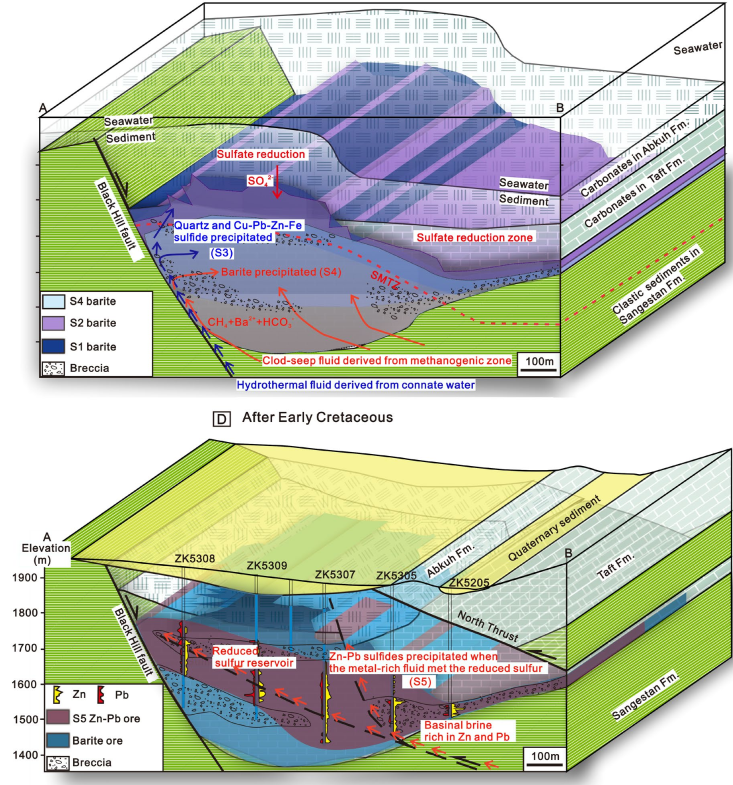 Seawater
A
B
Seawater
Sediment
Sulfate reduction
SO₄²
Carbonates in Abkuh Fm.
Carbonates in Taft Fm.
Seawater
Sediment
Black Hill fault
Quartz and Cu-Pb-Zn-Fe
sulfide precipitated
(S3)
Sulfate reduction zone
Barite precipitated (S4)
SMTZ
Clastic sediments in
Sangestan Fm.
S4 barite
S2 barite
S1 barite
Breccia
CH₄+Ba²⁺+HCO₃⁻
Clod-seep fluid derived from methanogenic zone
100m
Hydrothermal fluid derived from connate water
D After Early Cretaceous
A
Elevation
(m)
ZK5308
ZK5309
ZK5307
ZK5305
ZK5205
Abkuh Fm.
Quaternary sediment
B
Taft Fm.
1900
1800
1700
1600
1500
1400
Black Hill fault
North Thrust
Reduced
sulfur reservoir
Zn-Pb sulfides precipitated when
the metal-rich fluid met the reduced sulfur
(S5)
Sangestan Fm.
Zn
Pb
S5 Zn-Pb ore
Barite ore
Breccia
Basinal brine
rich in Zn and Pb
100m